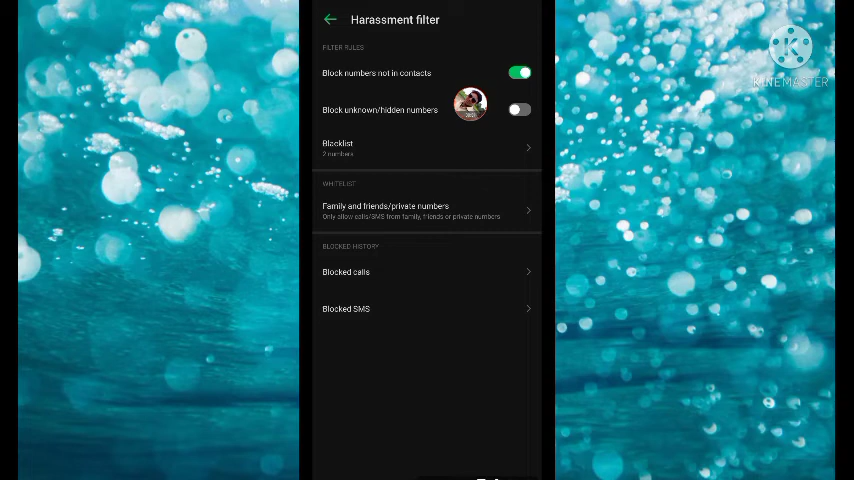 Harassment filter
FILTER RULES
Block numbers not in contacts
Block unknown/hidden numbers
Blacklist
2 numbers
WHITELIST
Family and friends/private numbers
Only allow calls/SMS from family, friends or private numbers
BLOCKED HISTORY
Blocked calls
Blocked SMS
K
KINEMASTER